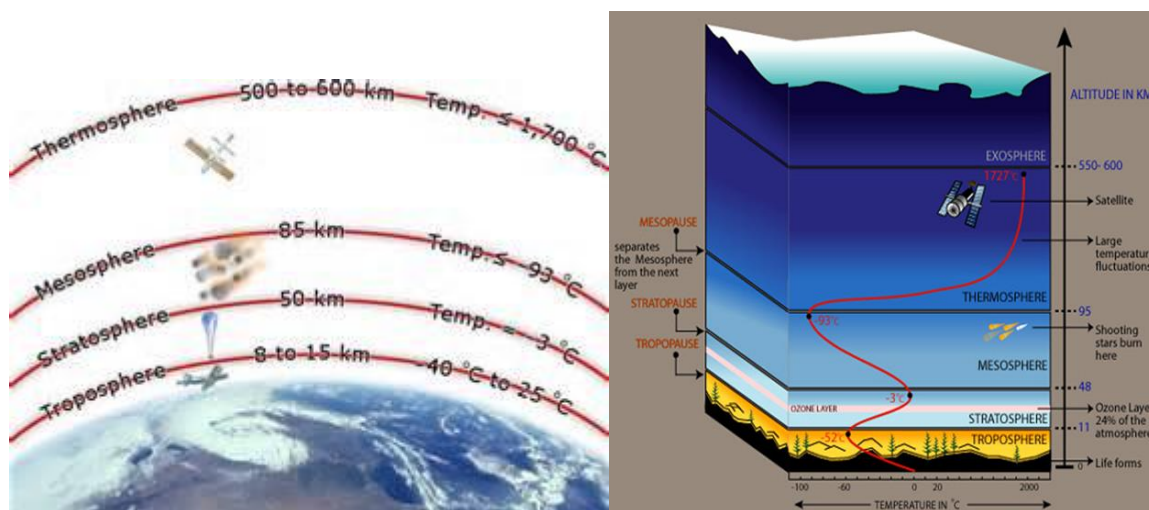 Thermosphere 500 to 600 km Temp. ≤ 1,700 °C
Mesosphere 85 km Temp. ≤ -93 °C
Stratosphere 50 km Temp. = 3 °C
Troposphere 8 to 15 km -40 °C to 25 °C
ALTITUDE IN KM
EXOSPHERE
550- 600
1727°C
Satellite
MESOPAUSE
separates
the Mesosphere
from the next
layer
Large
temperature
fluctuations
THERMOSPHERE
95
-93°C
STRATOPAUSE
Shooting
stars burn
here
TROPOPAUSE
MESOSPHERE
48
-3°C
OZONE LAYER
Ozone Laye
24% of the
atmosphere
STRATOSPHERE
11
-52°C
TROPOSPHERE
Life forms
0
-100 -60 0 20 2000
TEMPERATURE IN °C